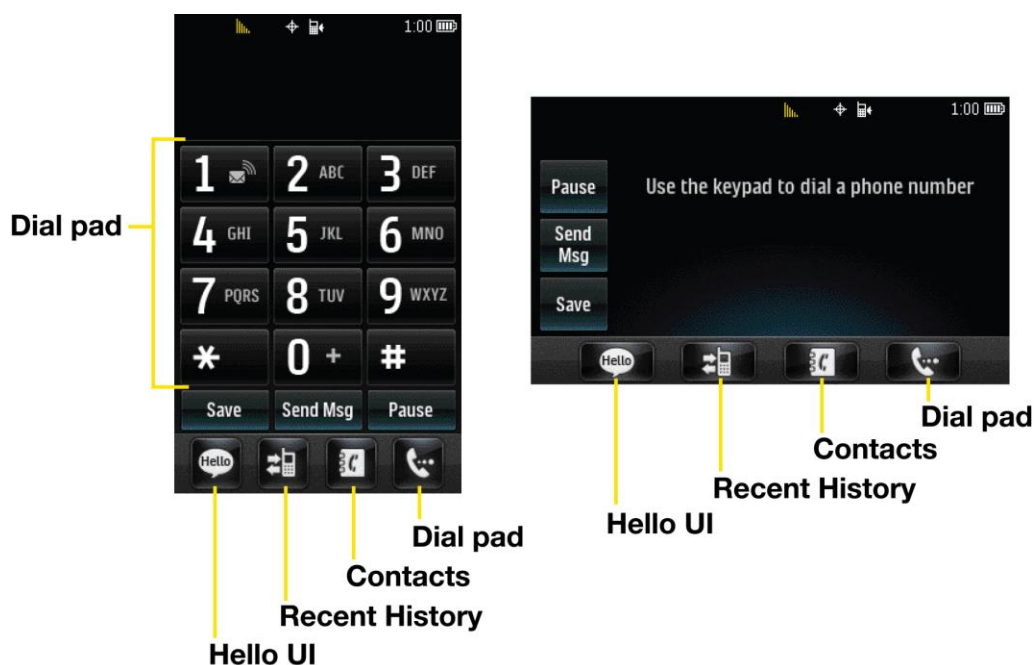 1:00
1 2 ABC 3 DEF
4 GHI 5 JKL 6 MNO
7 PQRS 8 TUV 9 WXYZ
* 0 + #
Save Send Msg Pause
Hello
Dial pad
Dial pad
Contacts
Recent History
Hello UI
1:00
Pause
Use the keypad to dial a phone number
Send
Msg
Save
Hello
Dial pad
Contacts
Recent History
Hello UI